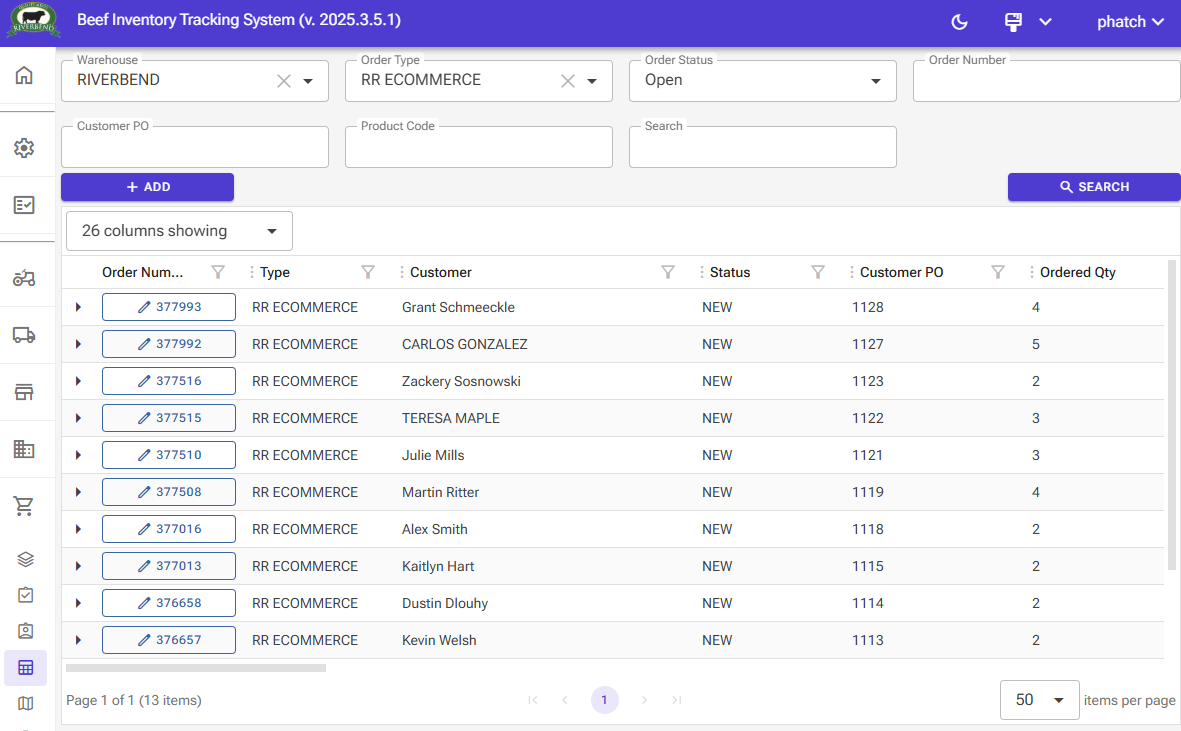 RIVERBEND
Beef Inventory Tracking System (v. 2025.3.5.1)
phatch
Warehouse
RIVERBEND
Order Type
RR ECOMMERCE
Order Status
Open
Order Number
Customer PO
Product Code
Search
+ ADD
SEARCH
26 columns showing
Order Num... Type Customer Status Customer PO Ordered Qty
377993 RR ECOMMERCE Grant Schmeeckle NEW 1128 4
377992 RR ECOMMERCE CARLOS GONZALEZ NEW 1127 5
377516 RR ECOMMERCE Zackery Sosnowski NEW 1123 2
377515 RR ECOMMERCE TERESA MAPLE NEW 1122 3
377510 RR ECOMMERCE Julie Mills NEW 1121 3
377508 RR ECOMMERCE Martin Ritter NEW 1119 4
377016 RR ECOMMERCE Alex Smith NEW 1118 2
377013 RR ECOMMERCE Kaitlyn Hart NEW 1115 2
376658 RR ECOMMERCE Dustin Dlouhy NEW 1114 2
376657 RR ECOMMERCE Kevin Welsh NEW 1113 2
Page 1 of 1 (13 items)
1
50 items per page